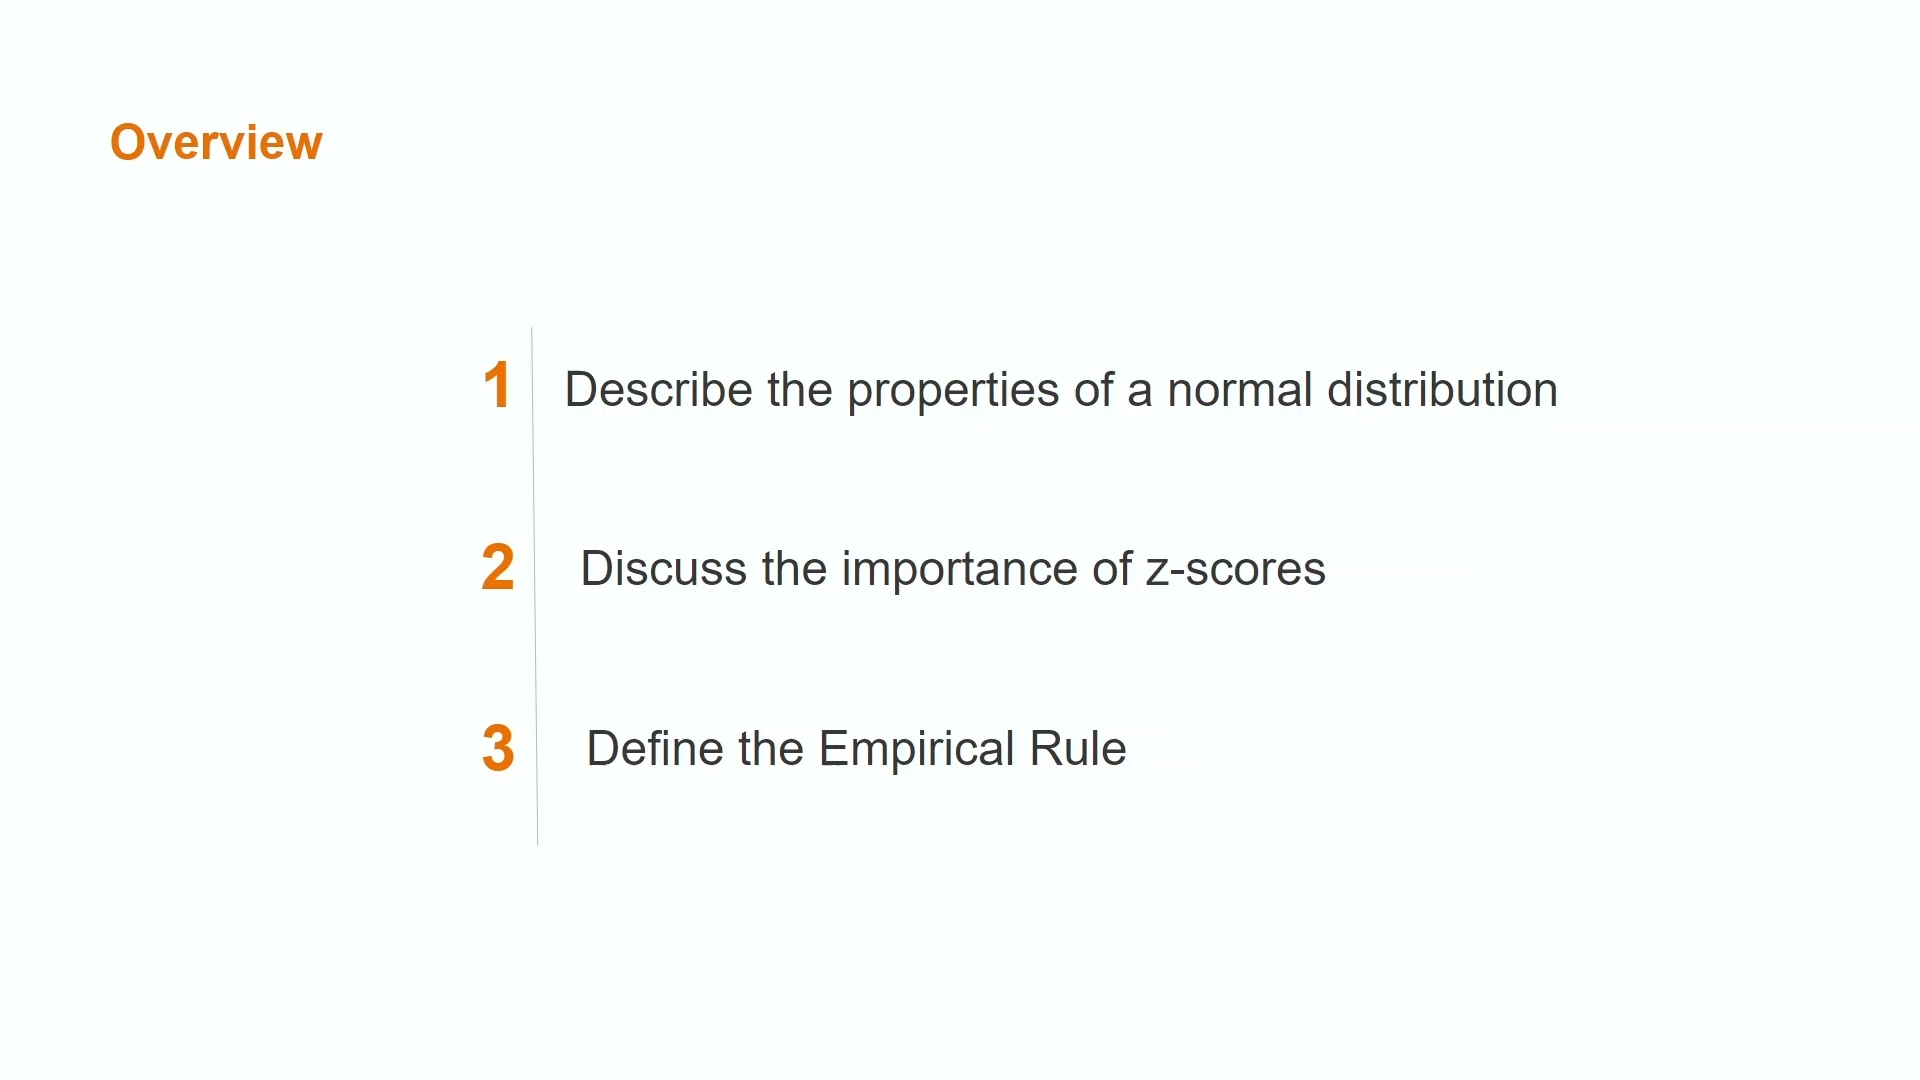 Overview
1 Describe the properties of a normal distribution
2 Discuss the importance of z-scores
3 Define the Empirical Rule